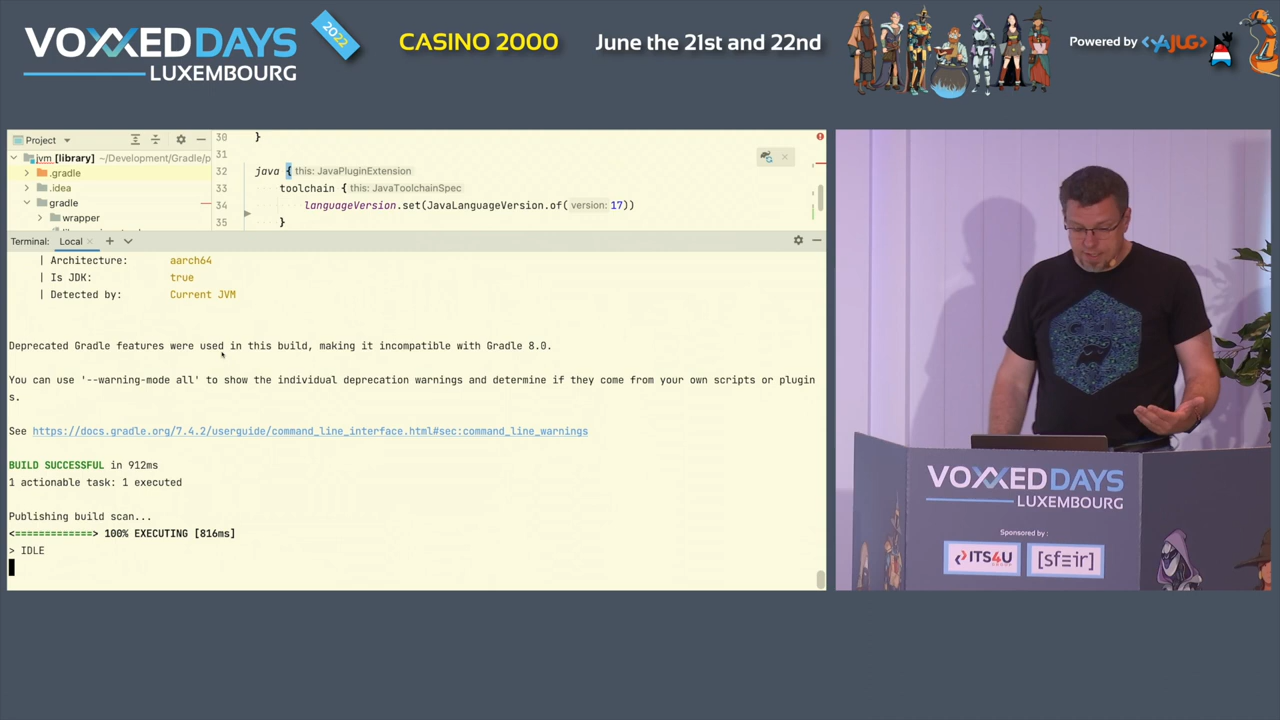 VOXXED DAYS
LUXEMBOURG
2022
CASINO 2000
June the 21st and 22nd
Powered by <YAJUG>
Project
jvm [library] ~/Development/Gradle/p
.gradle
.idea
gradle
wrapper
30 }
31
32 java { this: JavaPluginExtension
33 toolchain { this: JavaToolchainSpec
34 languageVersion.set(JavaLanguageVersion.of( version: 17))
35 }
Terminal: Local
| Architecture: aarch64
| Is JDK: true
| Detected by: Current JVM
Deprecated Gradle features were used in this build, making it incompatible with Gradle 8.0.
You can use '--warning-mode all' to show the individual deprecation warnings and determine if they come from your own scripts or plugin
s.
See https://docs.gradle.org/7.4.2/userguide/command_line_interface.html#sec:command_line_warnings
BUILD SUCCESSFUL in 912ms
1 actionable task: 1 executed
Publishing build scan...
<=============> 100% EXECUTING [816ms]
> IDLE
VOXXED DAYS
LUXEMBOURG
Sponsored by :
ITS4U
[sfeir]